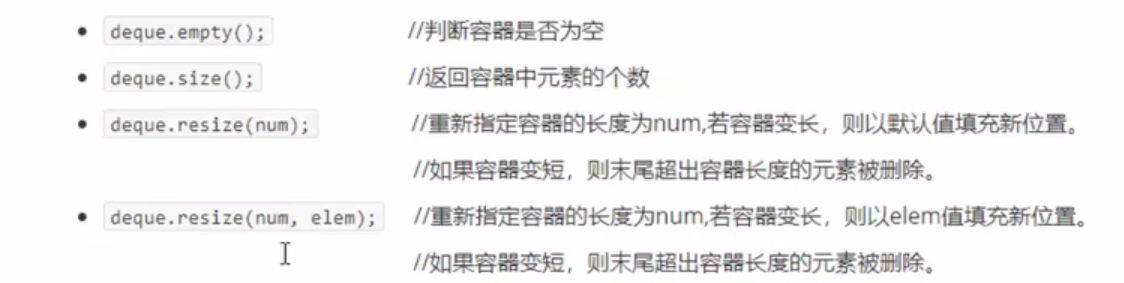 deque.empty(); //判断容器是否为空
deque.size(); //返回容器中元素的个数
deque.resize(num); //重新指定容器的长度为num,若容器变长，则以默认值填充新位置。
//如果容器变短，则末尾超出容器长度的元素被删除。
deque.resize(num, elem); //重新指定容器的长度为num,若容器变长，则以elem值填充新位置。
//如果容器变短，则末尾超出容器长度的元素被删除。